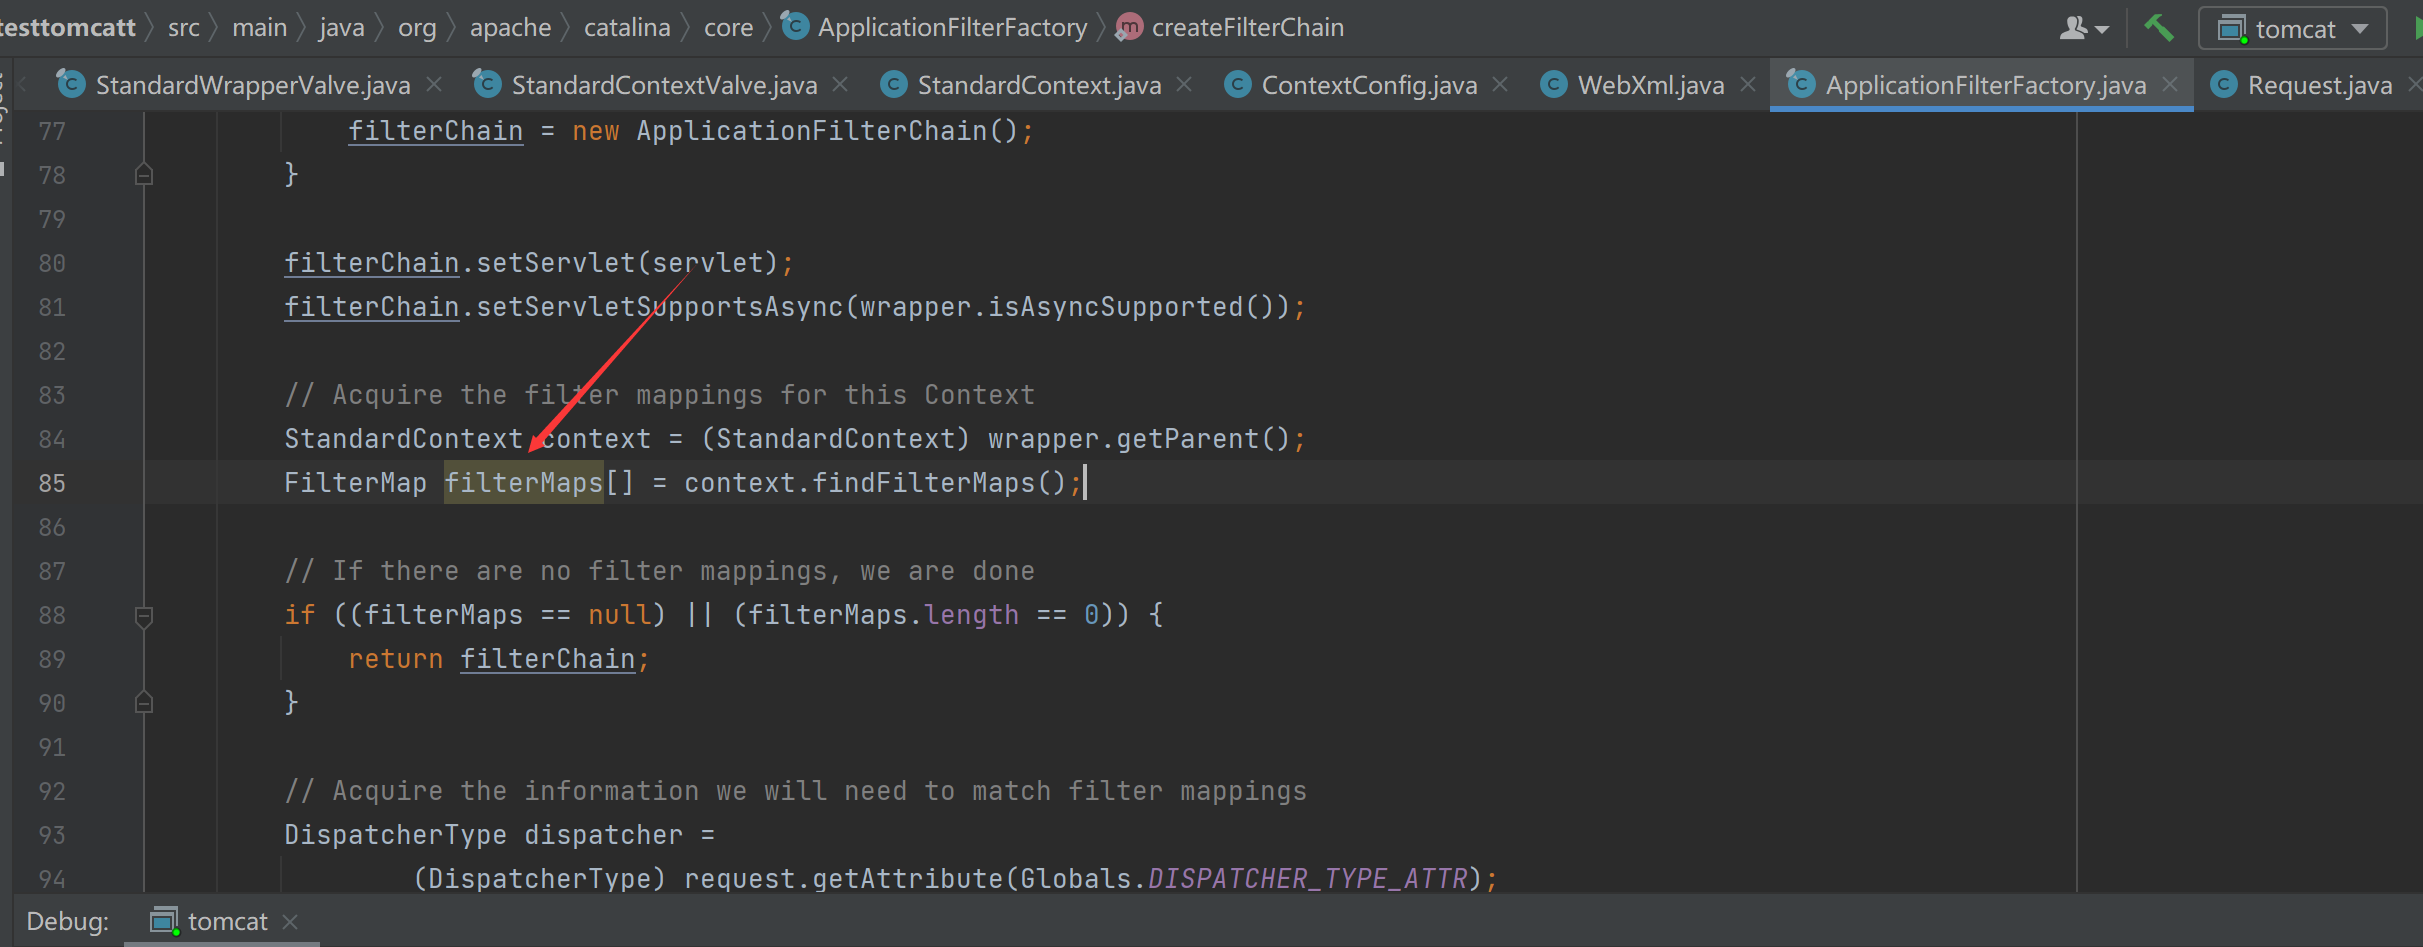 testtomcatt src main java org apache catalina core ApplicationFilterFactory createFilterChain tomcat
StandardWrapperValve.java StandardContextValve.java StandardContext.java ContextConfig.java WebXml.java ApplicationFilterFactory.java Request.java
77 filterChain = new ApplicationFilterChain();
78 }
79
80 filterChain.setServlet(servlet);
81 filterChain.setServletSupportsAsync(wrapper.isAsyncSupported());
82
83 // Acquire the filter mappings for this Context
84 StandardContext context = (StandardContext) wrapper.getParent();
85 FilterMap filterMaps[] = context.findFilterMaps();
86
87 // If there are no filter mappings, we are done
88 if ((filterMaps == null) || (filterMaps.length == 0)) {
89 return filterChain;
90 }
91
92 // Acquire the information we will need to match filter mappings
93 DispatcherType dispatcher =
94 (DispatcherType) request.getAttribute(Globals.DISPATCHER_TYPE_ATTR);
Debug: tomcat